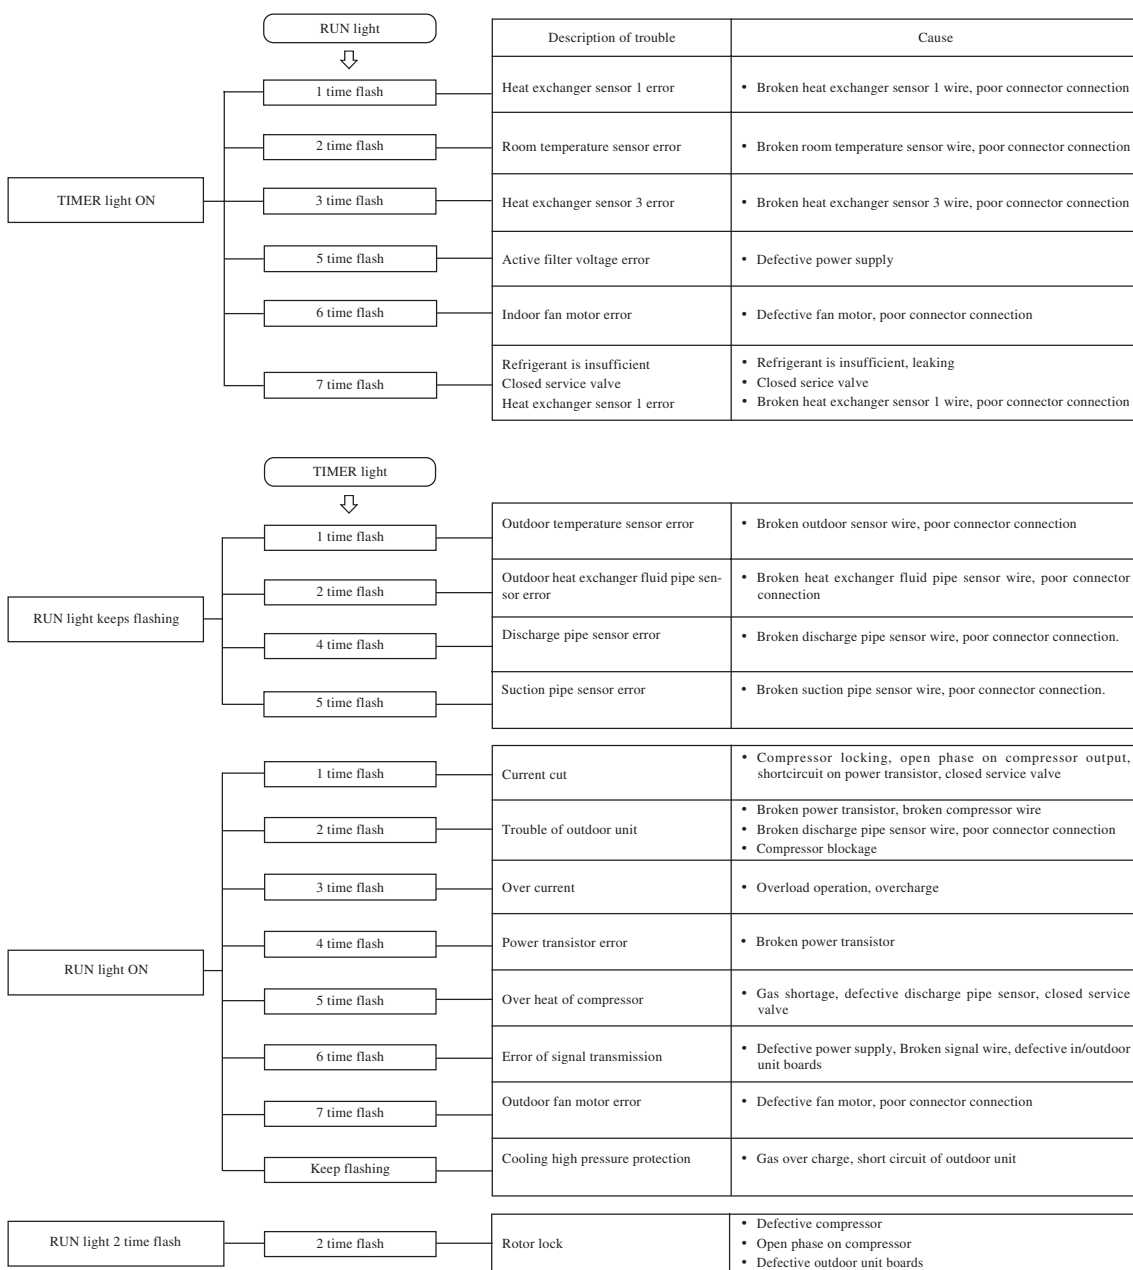 RUN light
Description of trouble
Cause
TIMER light ON
1 time flash
Heat exchanger sensor 1 error
• Broken heat exchanger sensor 1 wire, poor connector connection
2 time flash
Room temperature sensor error
• Broken room temperature sensor wire, poor connector connection
3 time flash
Heat exchanger sensor 3 error
• Broken heat exchanger sensor 3 wire, poor connector connection
5 time flash
Active filter voltage error
• Defective power supply
6 time flash
Indoor fan motor error
• Defective fan motor, poor connector connection
7 time flash
Refrigerant is insufficient
Closed service valve
Heat exchanger sensor 1 error
• Refrigerant is insufficient, leaking
• Closed serice valve
• Broken heat exchanger sensor 1 wire, poor connector connection
TIMER light
RUN light keeps flashing
1 time flash
Outdoor temperature sensor error
• Broken outdoor sensor wire, poor connector connection
2 time flash
Outdoor heat exchanger fluid pipe sen-
sor error
• Broken heat exchanger fluid pipe sensor wire, poor connector
connection
4 time flash
Discharge pipe sensor error
• Broken discharge pipe sensor wire, poor connector connection.
5 time flash
Suction pipe sensor error
• Broken suction pipe sensor wire, poor connector connection.
RUN light ON
1 time flash
Current cut
• Compressor locking, open phase on compressor output,
shortcircuit on power transistor, closed service valve
2 time flash
Trouble of outdoor unit
• Broken power transistor, broken compressor wire
• Broken discharge pipe sensor wire, poor connector connection
• Compressor blockage
3 time flash
Over current
• Overload operation, overcharge
4 time flash
Power transistor error
• Broken power transistor
5 time flash
Over heat of compressor
• Gas shortage, defective discharge pipe sensor, closed service
valve
6 time flash
Error of signal transmission
• Defective power supply, Broken signal wire, defective in/outdoor
unit boards
7 time flash
Outdoor fan motor error
• Defective fan motor, poor connector connection
Keep flashing
Cooling high pressure protection
• Gas over charge, short circuit of outdoor unit
RUN light 2 time flash
2 time flash
Rotor lock
• Defective compressor
• Open phase on compressor
• Defective outdoor unit boards